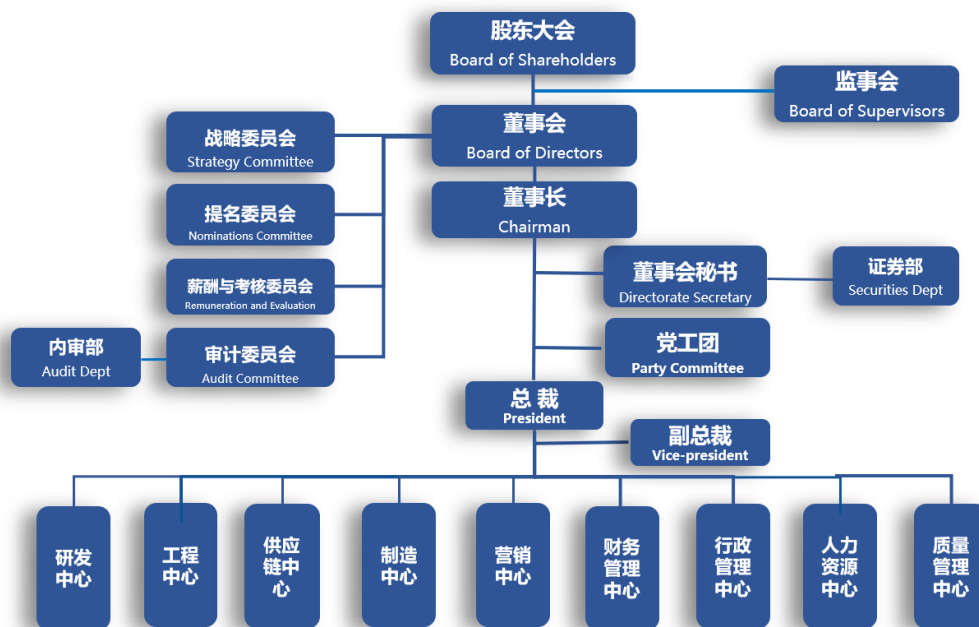 股东大会
Board of Shareholders
监事会
Board of Supervisors
董事会
Board of Directors
战略委员会
Strategy Committee
提名委员会
Nominations Committee
薪酬与考核委员会
Remuneration and Evaluation
审计委员会
Audit Committee
内审部
Audit Dept
董事长
Chairman
董事会秘书
Directorate Secretary
证券部
Securities Dept
党工团
Party Committee
总 裁
President
副总裁
Vice-president
研发
中心
工程
中心
供应
链中
心
制造
中心
营销
中心
财务
管理
中心
行政
管理
中心
人力
资源
中心
质量
管理
中心